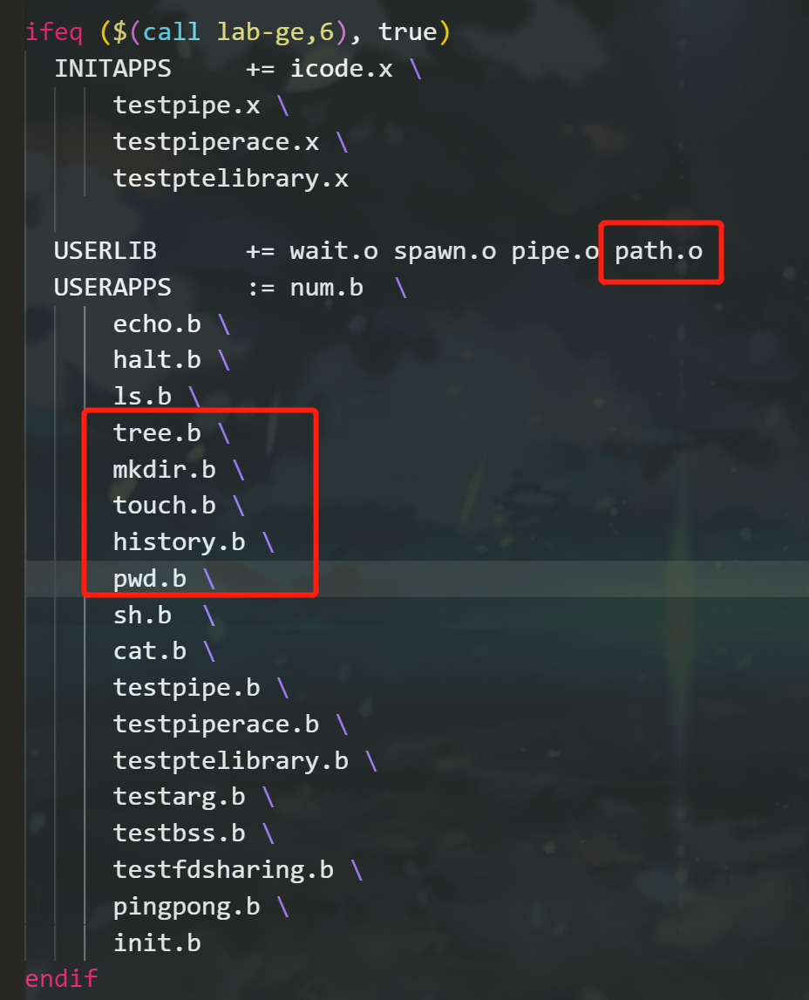 ifeq ($(call lab-ge,6), true)
INITAPPS += icode.x \
testpipe.x \
testpiperace.x \
testptelibrary.x
USERLIB += wait.o spawn.o pipe.o path.o
USERAPPS := num.b \
echo.b \
halt.b \
ls.b \
tree.b \
mkdir.b \
touch.b \
history.b \
pwd.b \
sh.b \
cat.b \
testpipe.b \
testpiperace.b \
testptelibrary.b \
testarg.b \
testbss.b \
testfdsharing.b \
pingpong.b \
init.b
endif